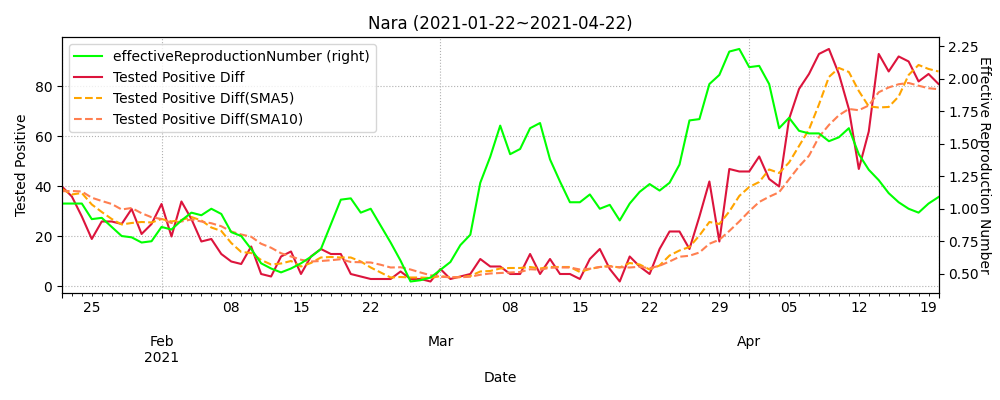 Nara (2021-01-22~2021-04-22)
effectiveReproductionNumber (right)
Tested Positive Diff
Tested Positive Diff(SMA5)
Tested Positive Diff(SMA10)
Tested Positive
80
60
40
20
0
2.25
2.00
1.75
1.50
1.25
1.00
0.75
0.50
Effective Reproduction Number
25 08 15 22 08 15 22 29 05 12 19
Feb Mar Apr
2021
Date